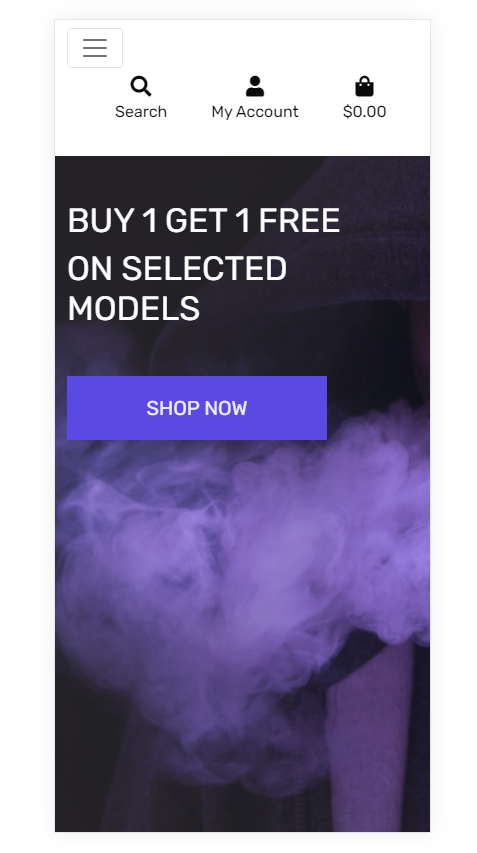 Search
My Account
$0.00
BUY 1 GET 1 FREE
ON SELECTED
MODELS
SHOP NOW